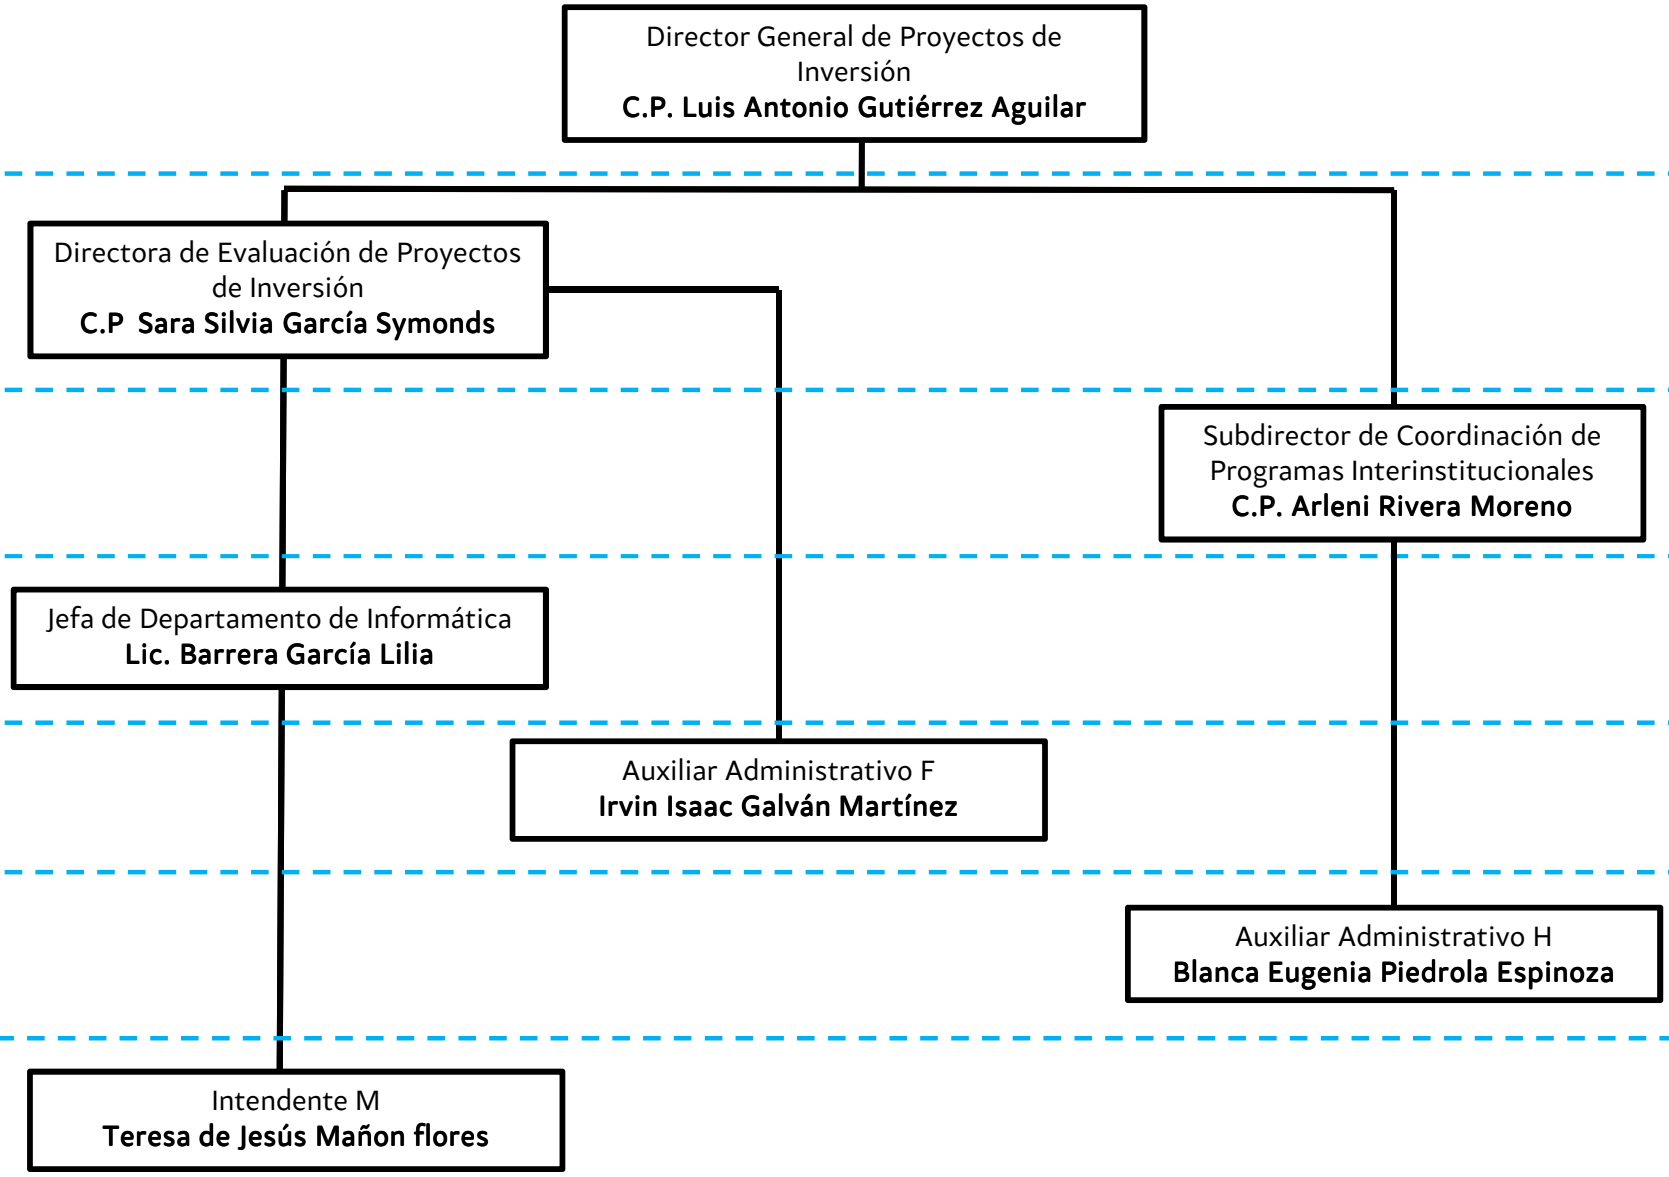 Director General de Proyectos de
Inversión
C.P. Luis Antonio Gutiérrez Aguilar
Directora de Evaluación de Proyectos
de Inversión
C.P  Sara Silvia García Symonds
Subdirector de Coordinación de
Programas Interinstitucionales
C.P. Arleni Rivera Moreno
Jefa de Departamento de Informática
Lic. Barrera García Lilia
Auxiliar Administrativo F
Irvin Isaac Galván Martínez
Auxiliar Administrativo H
Blanca Eugenia Piedrola Espinoza
Intendente M
Teresa de Jesús Mañon flores